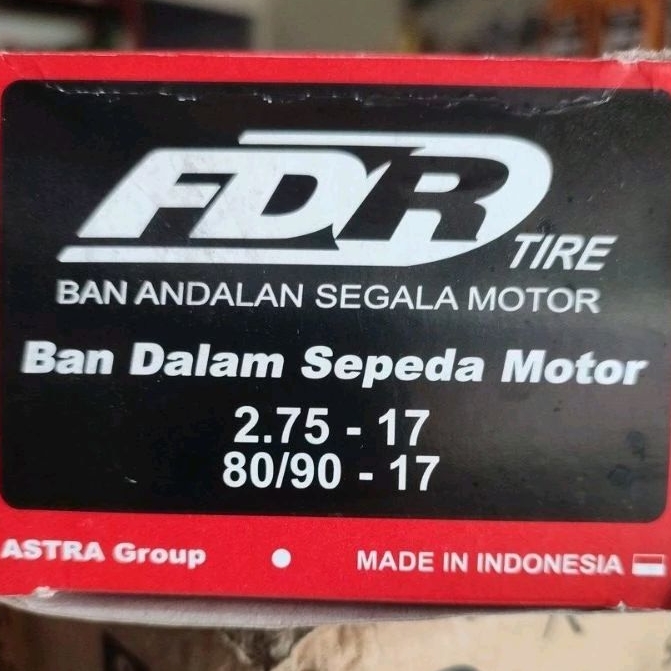 FDR TIRE
BAN ANDALAN SEGALA MOTOR
Ban Dalam Sepeda Motor
2.75 - 17
80/90 - 17
ASTRA Group • MADE IN INDONESIA